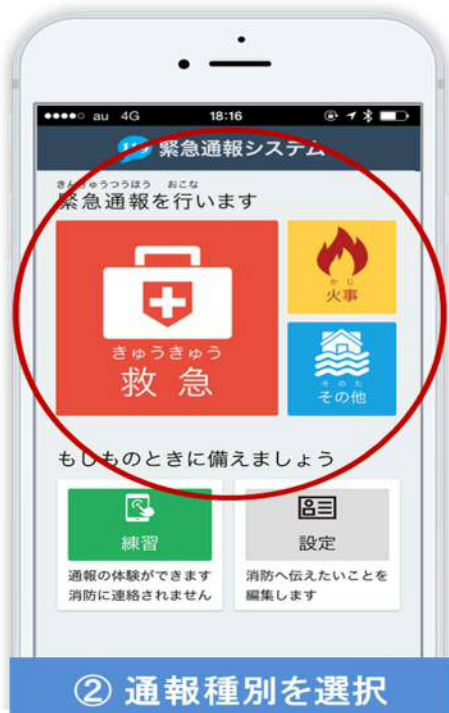 au 4G 18:16
119 緊急通報システム
きんきゅうつうほう おこな
緊急通報を行います
きゅうきゅう
救急
かじ
火事
そのた
その他
もしものときに備えましょう
練習
通報の体験ができます
消防に連絡されません
設定
消防へ伝えたいことを
編集します
② 通報種別を選択